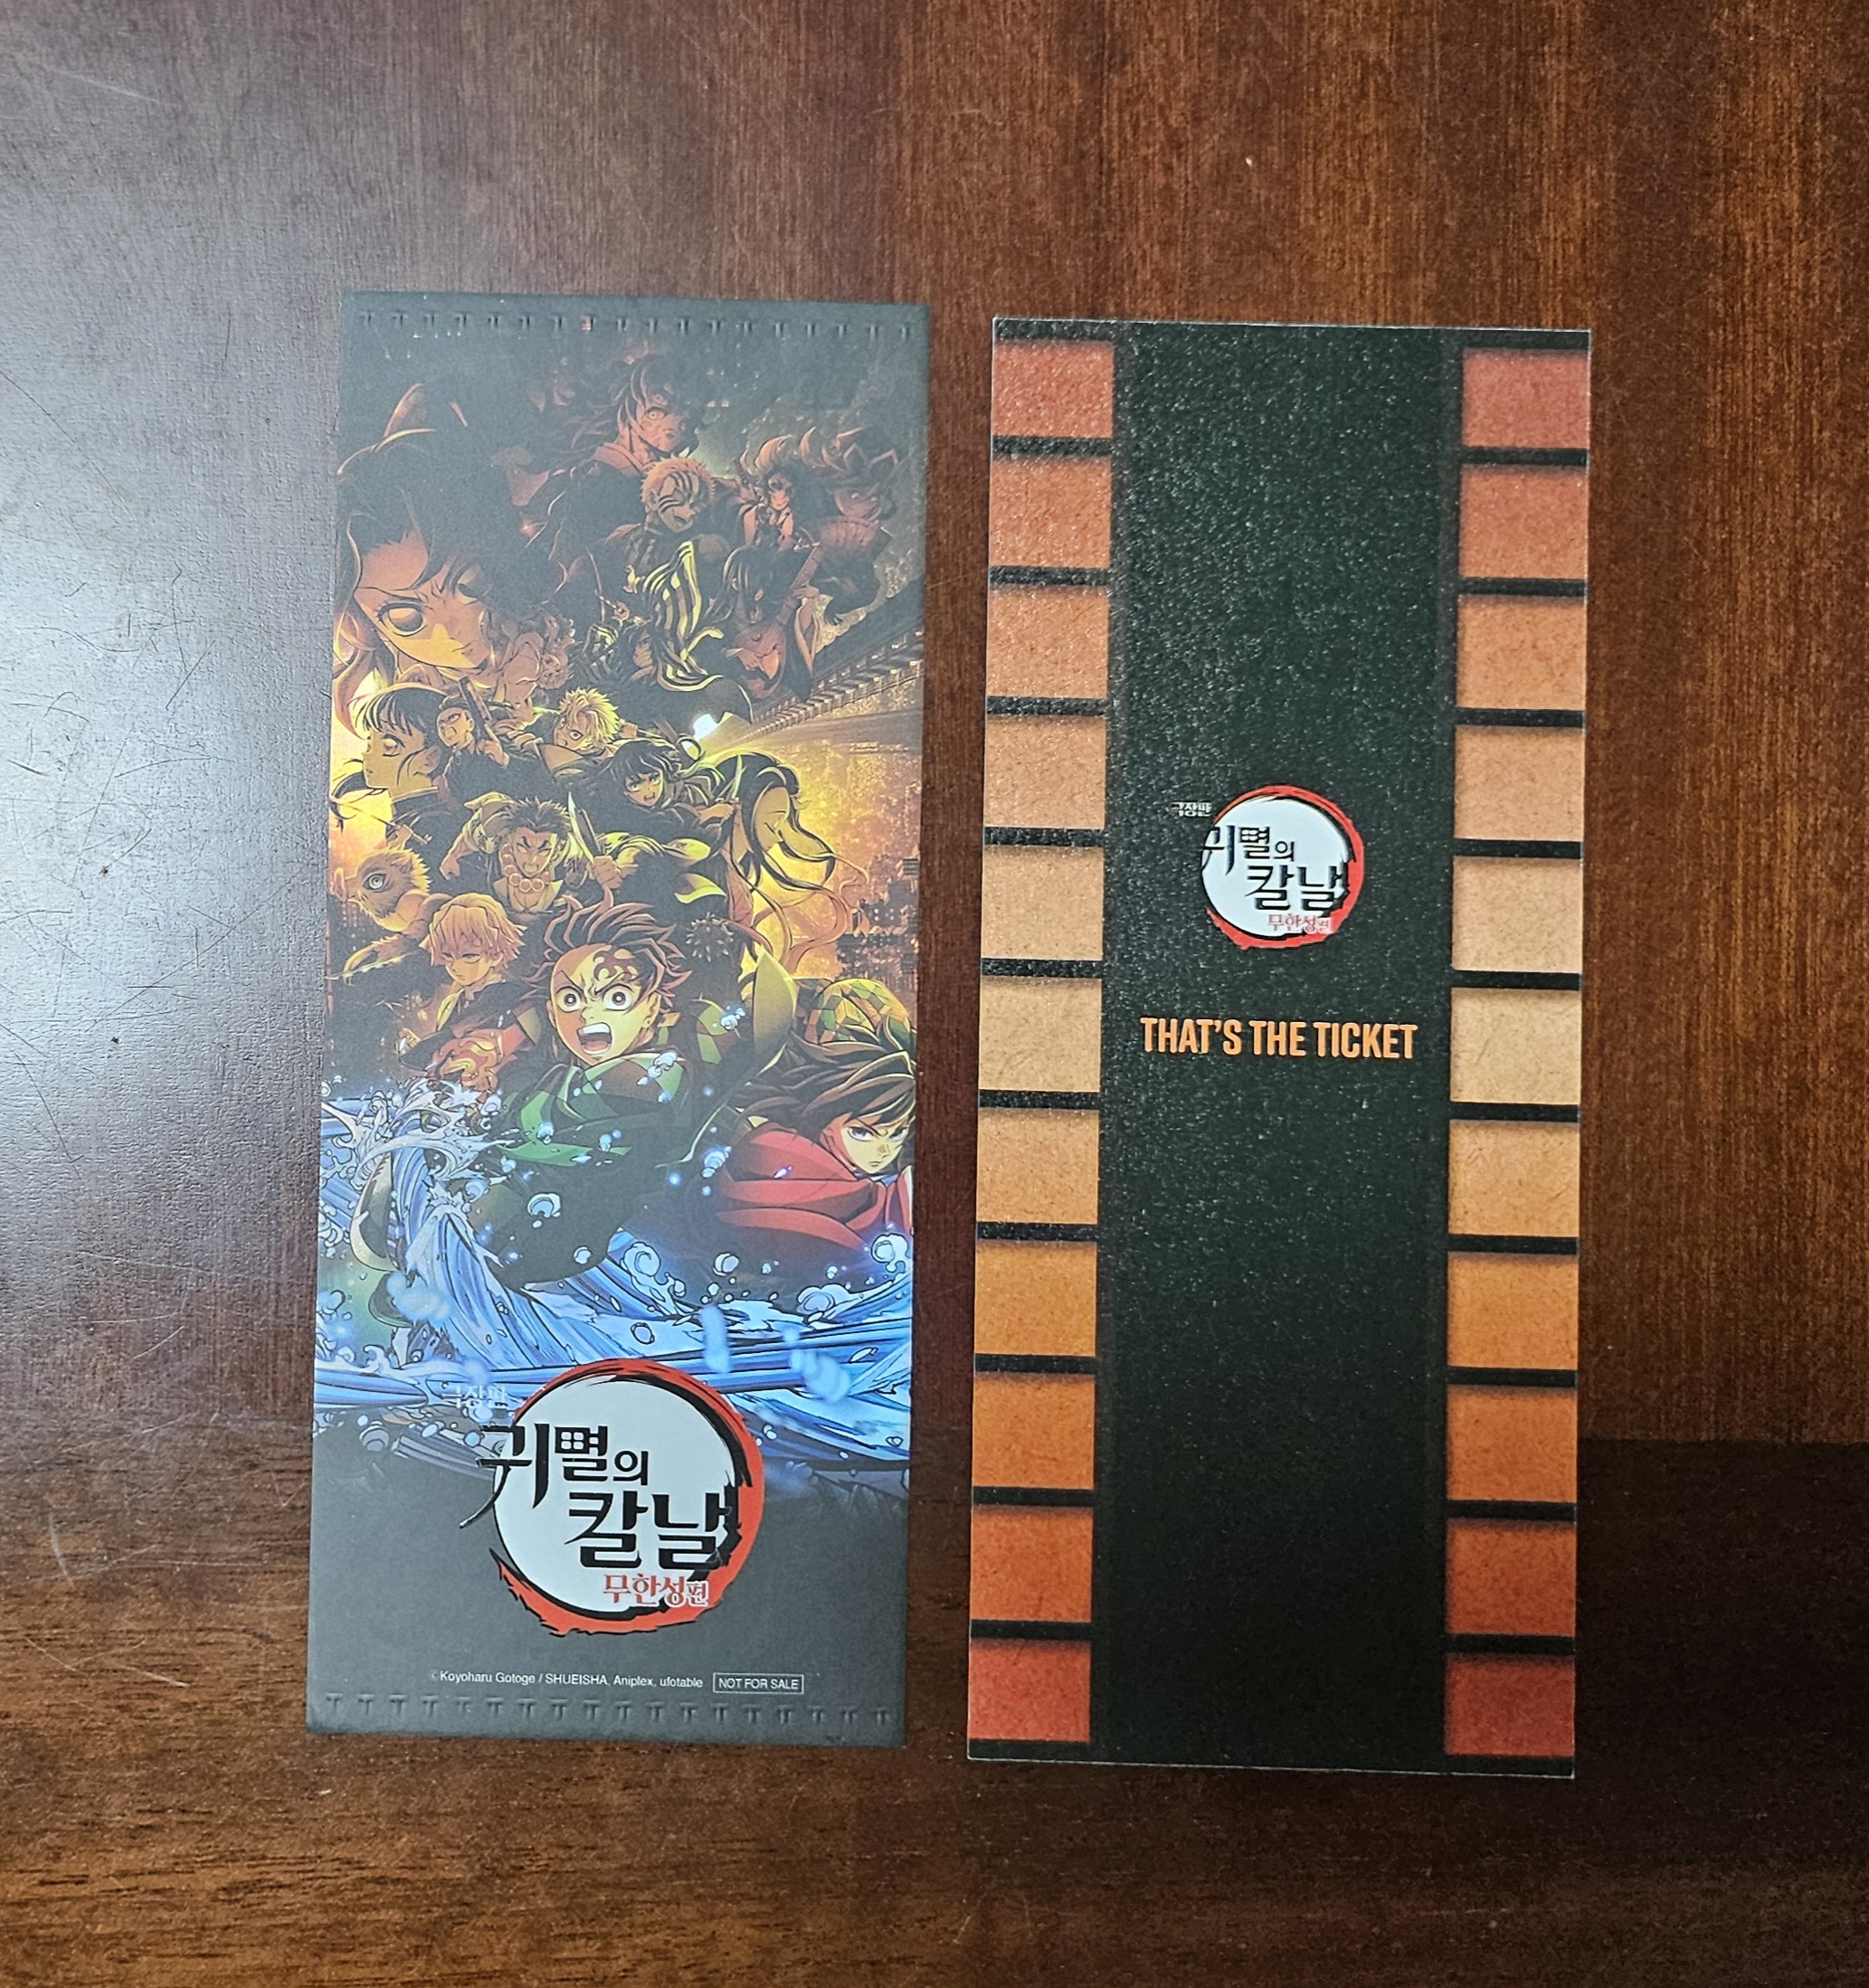 극장판
귀멸의
칼날
무한성편
© Koyoharu Gotoge / SHUEISHA, Aniplex, ufotable NOT FOR SALE
극장판
귀멸의
칼날
무한성편
THAT'S THE TICKET